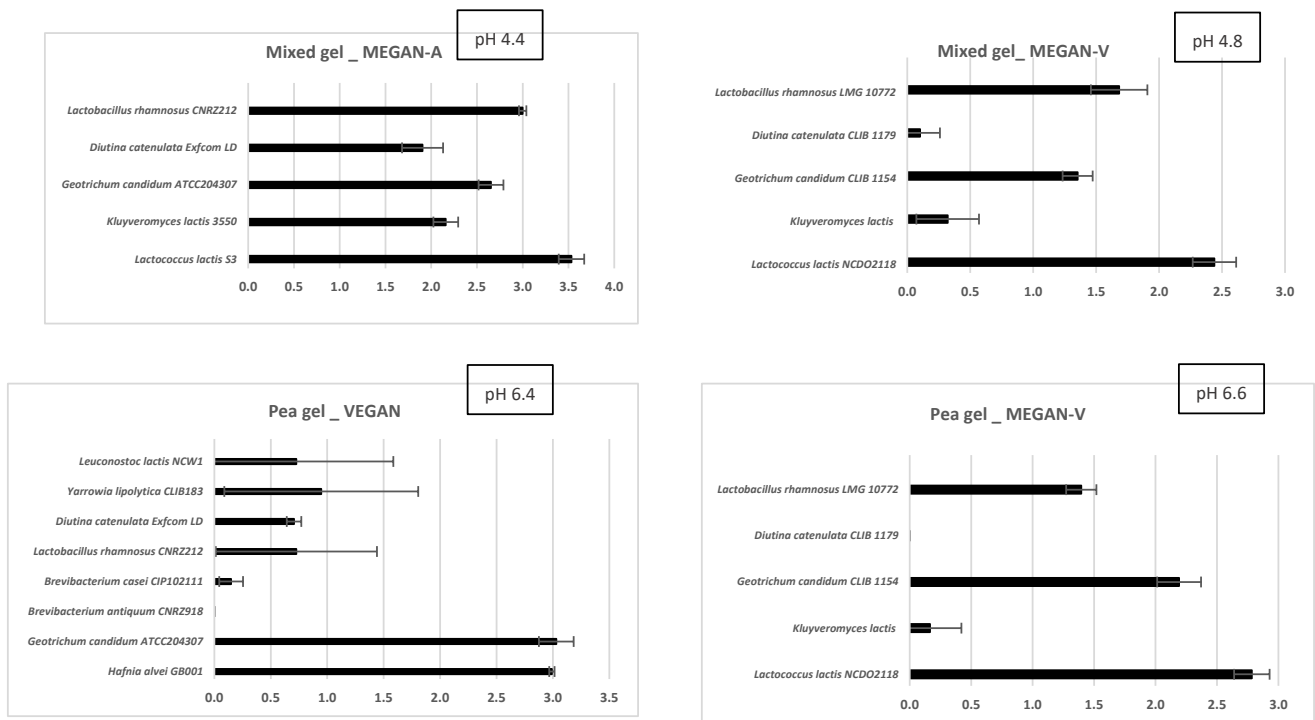 pH 4.4
Mixed gel _ MEGAN-A
Lactobacillus rhamnosus CNRZ212
Diutina catenulata Exfcom LD
Geotrichum candidum ATCC204307
Kluyveromyces lactis 3550
Lactococcus lactis S3
0.0 0.5 1.0 1.5 2.0 2.5 3.0 3.5 4.0
pH 4.8
Mixed gel_ MEGAN-V
Lactobacillus rhamnosus LMG 10772
Diutina catenulata CLIB 1179
Geotrichum candidum CLIB 1154
Kluyveromyces lactis
Lactococcus lactis NCDO2118
0.0 0.5 1.0 1.5 2.0 2.5 3.0
pH 6.4
Pea gel _ VEGAN
Leuconostoc lactis NCW1
Yarrowia lipolytica CLIB183
Diutina catenulata Exfcom LD
Lactobacillus rhamnosus CNRZ212
Brevibacterium casei CIP102111
Brevibacterium antiquum CNRZ918
Geotrichum candidum ATCC204307
Hafnia alvei GB001
0.0 0.5 1.0 1.5 2.0 2.5 3.0 3.5
pH 6.6
Pea gel _ MEGAN-V
Lactobacillus rhamnosus LMG 10772
Diutina catenulata CLIB 1179
Geotrichum candidum CLIB 1154
Kluyveromyces lactis
Lactococcus lactis NCDO2118
0.0 0.5 1.0 1.5 2.0 2.5 3.0